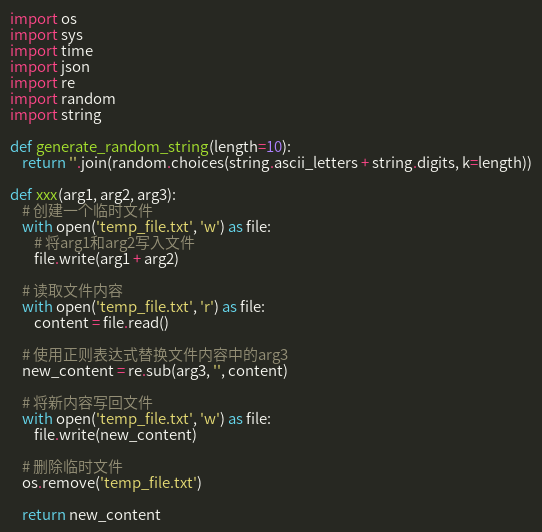 import os
import sys
import time
import json
import re
import random
import string
def generate_random_string(length=10):
return ''.join(random.choices(string.ascii_letters + string.digits, k=length))
def xxx(arg1, arg2, arg3):
# 创建一个临时文件
with open('temp_file.txt', 'w') as file:
# 将arg1和arg2写入文件
file.write(arg1 + arg2)
# 读取文件内容
with open('temp_file.txt', 'r') as file:
content = file.read()
# 使用正则表达式替换文件内容中的arg3
new_content = re.sub(arg3, '', content)
# 将新内容写回文件
with open('temp_file.txt', 'w') as file:
file.write(new_content)
# 删除临时文件
os.remove('temp_file.txt')
return new_content